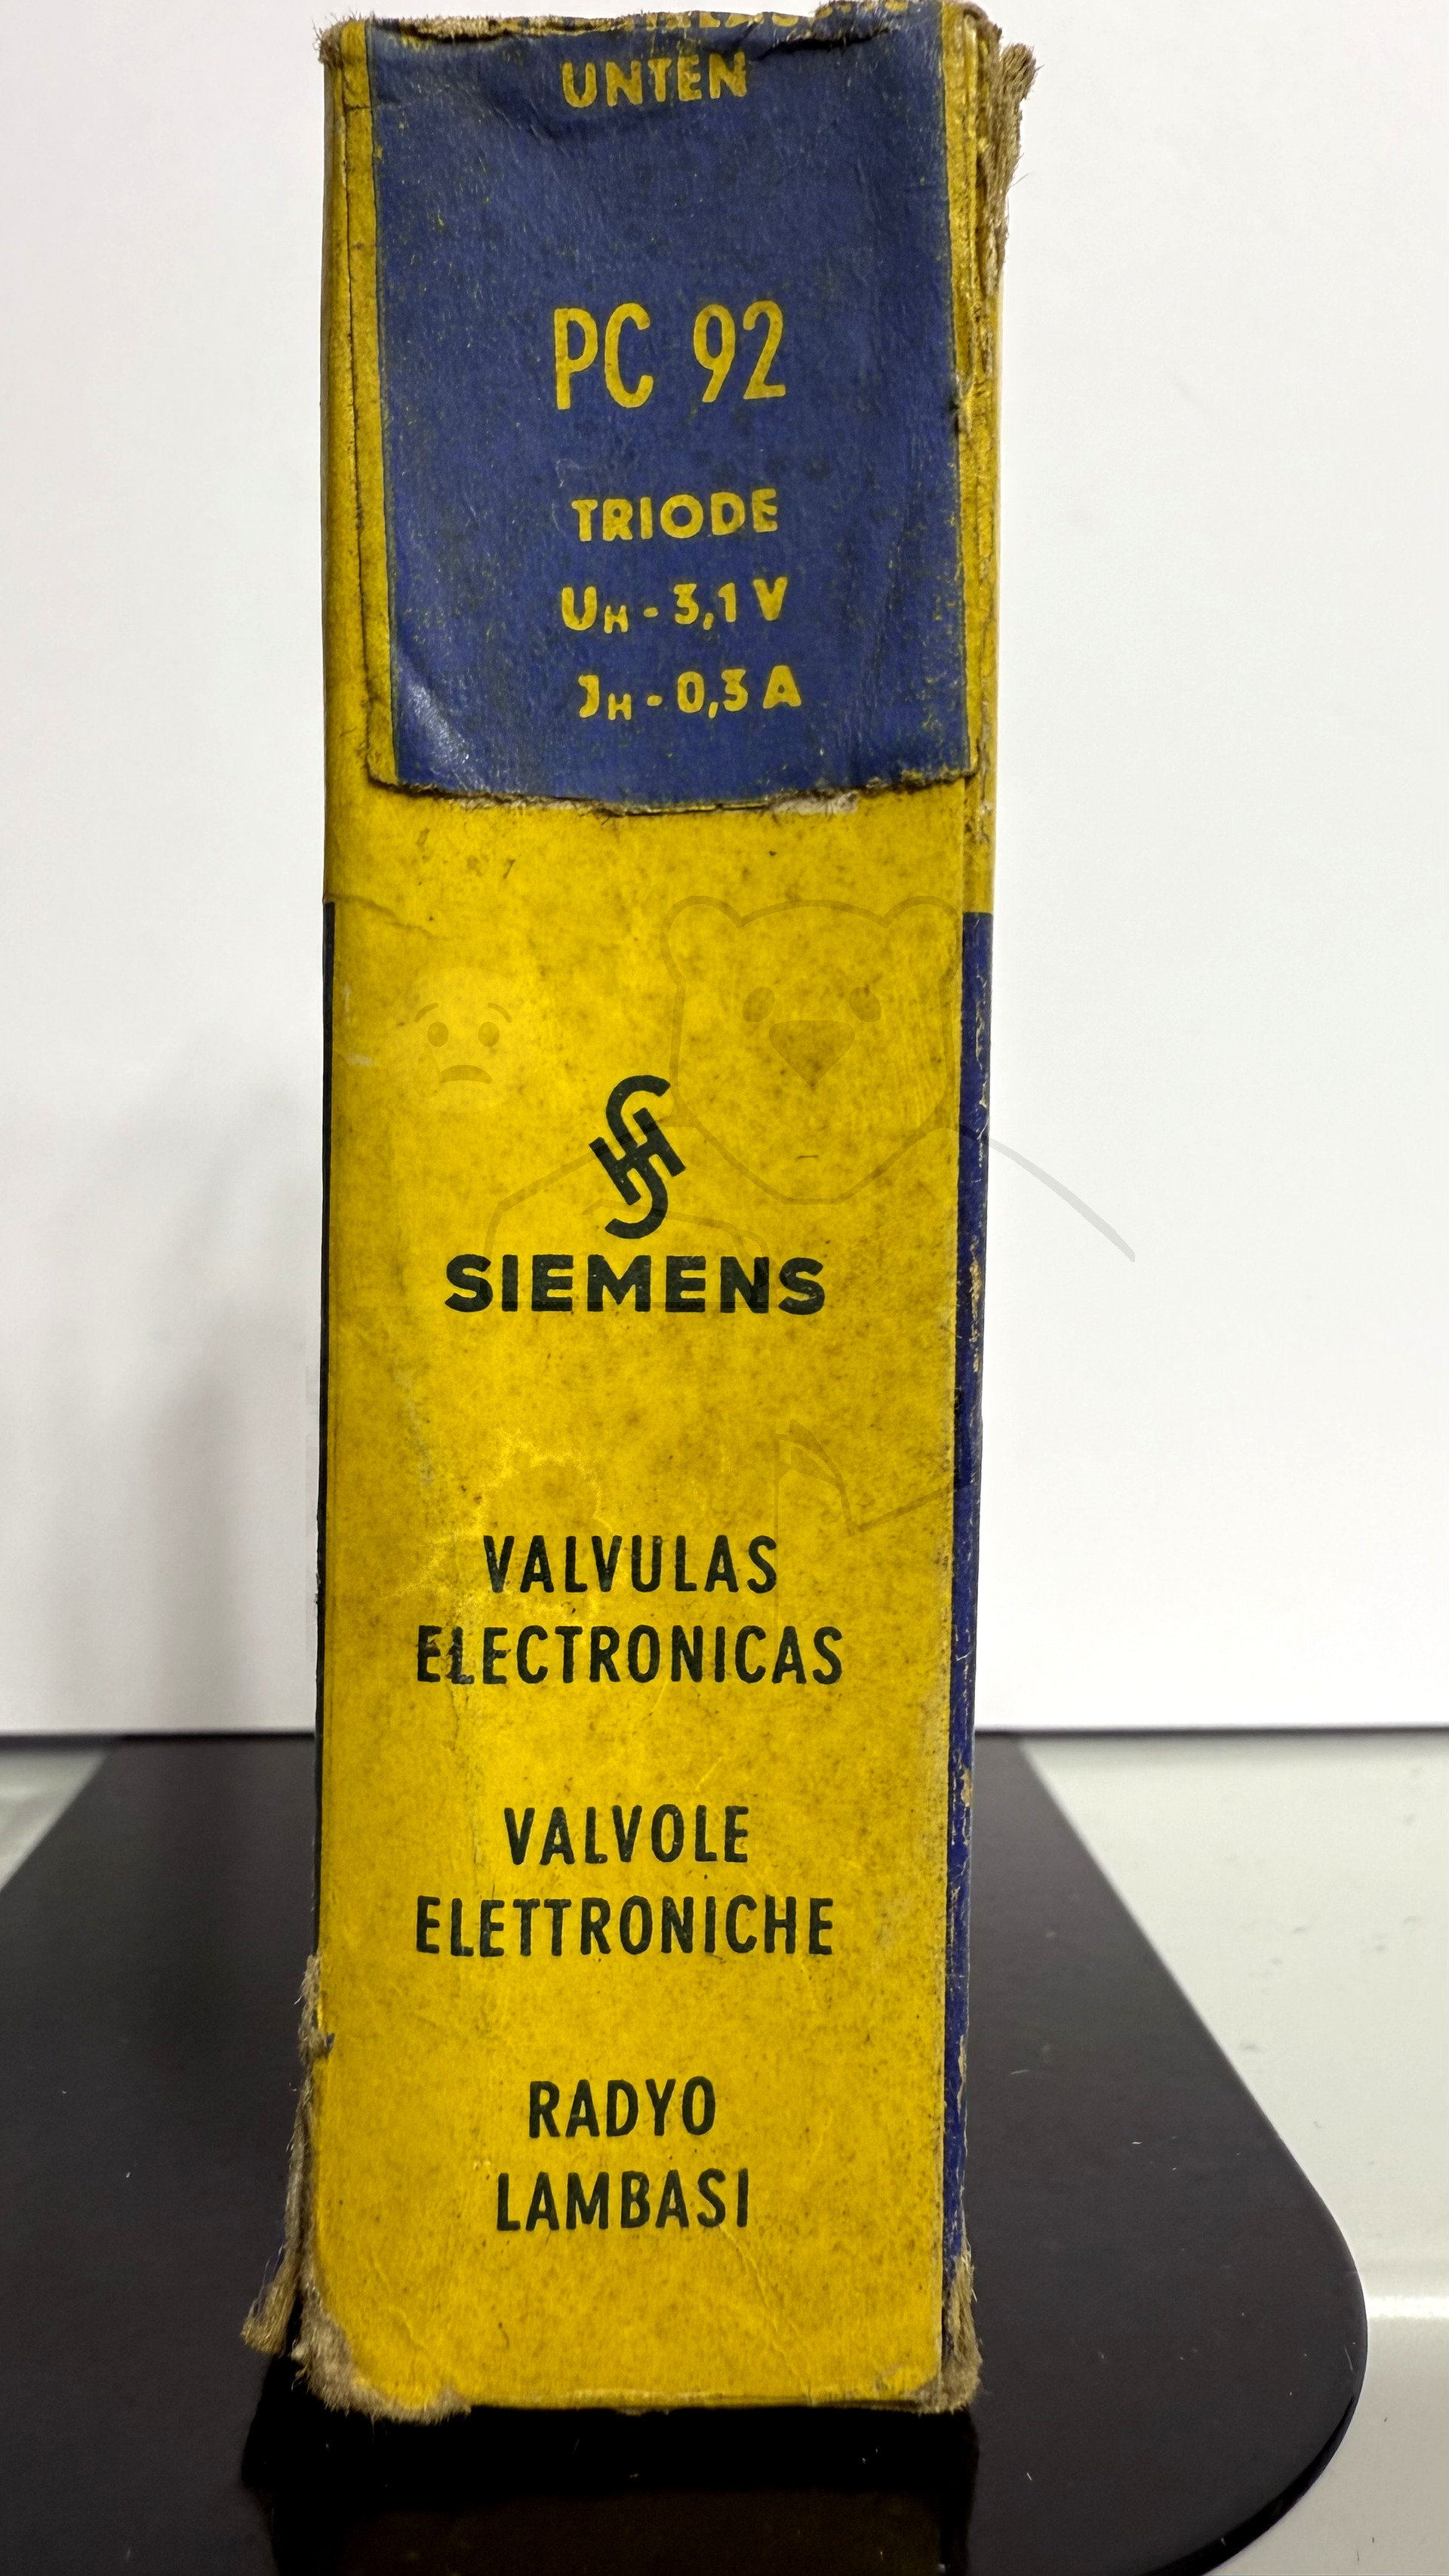 UNTEN
PC 92
TRIODE
UH - 3,1 V
JH - 0,3 A
SIEMENS
VALVULAS
ELECTRONICAS
VALVOLE
ELETTRONICHE
RADYO
LAMBASI